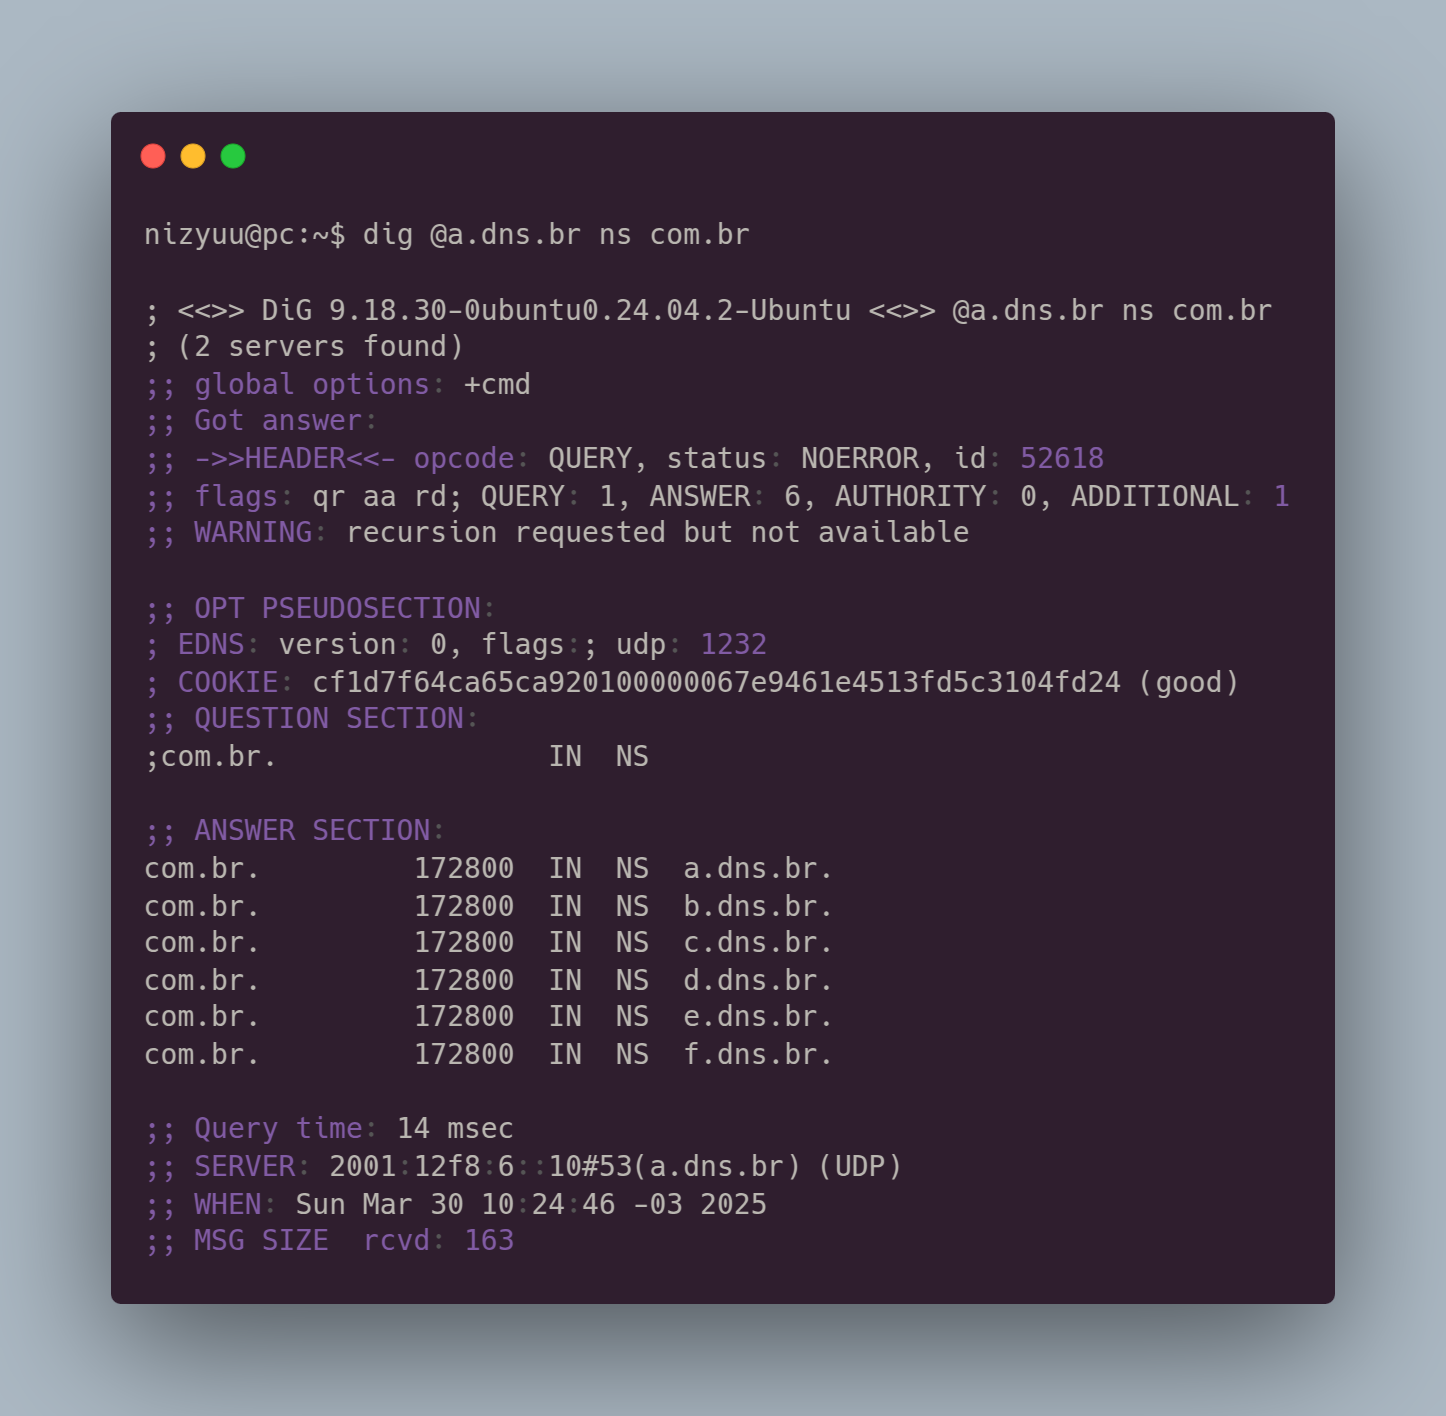 nizyuu@pc:~$ dig @a.dns.br ns com.br
; <<>> DiG 9.18.30-0ubuntu0.24.04.2-Ubuntu <<>> @a.dns.br ns com.br
; (2 servers found)
;; global options: +cmd
;; Got answer:
;; ->>HEADER<<- opcode: QUERY, status: NOERROR, id: 52618
;; flags: qr aa rd; QUERY: 1, ANSWER: 6, AUTHORITY: 0, ADDITIONAL: 1
;; WARNING: recursion requested but not available
;; OPT PSEUDOSECTION:
; EDNS: version: 0, flags:; udp: 1232
; COOKIE: cf1d7f64ca65ca920100000067e9461e4513fd5c3104fd24 (good)
;; QUESTION SECTION:
;com.br. IN NS
;; ANSWER SECTION:
com.br. 172800 IN NS a.dns.br.
com.br. 172800 IN NS b.dns.br.
com.br. 172800 IN NS c.dns.br.
com.br. 172800 IN NS d.dns.br.
com.br. 172800 IN NS e.dns.br.
com.br. 172800 IN NS f.dns.br.
;; Query time: 14 msec
;; SERVER: 2001:12f8:6::10#53(a.dns.br) (UDP)
;; WHEN: Sun Mar 30 10:24:46 -03 2025
;; MSG SIZE  rcvd: 163